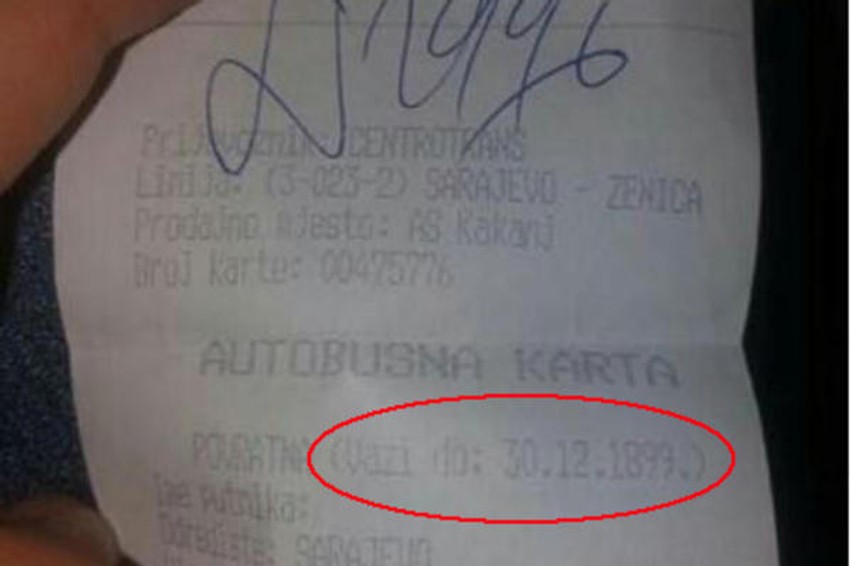 Prijevoznik: CENTROTRANS
Linija: (3-023-2) SARAJEVO - ZENICA
Prodajno mjesto: AS Kakanj
Broj karte: 00475776
AUTOBUSNA KARTA
POVRATNA (Vazi do: 30.12.1899.)
Ime putnika:
Odrediste: SARAJEVO